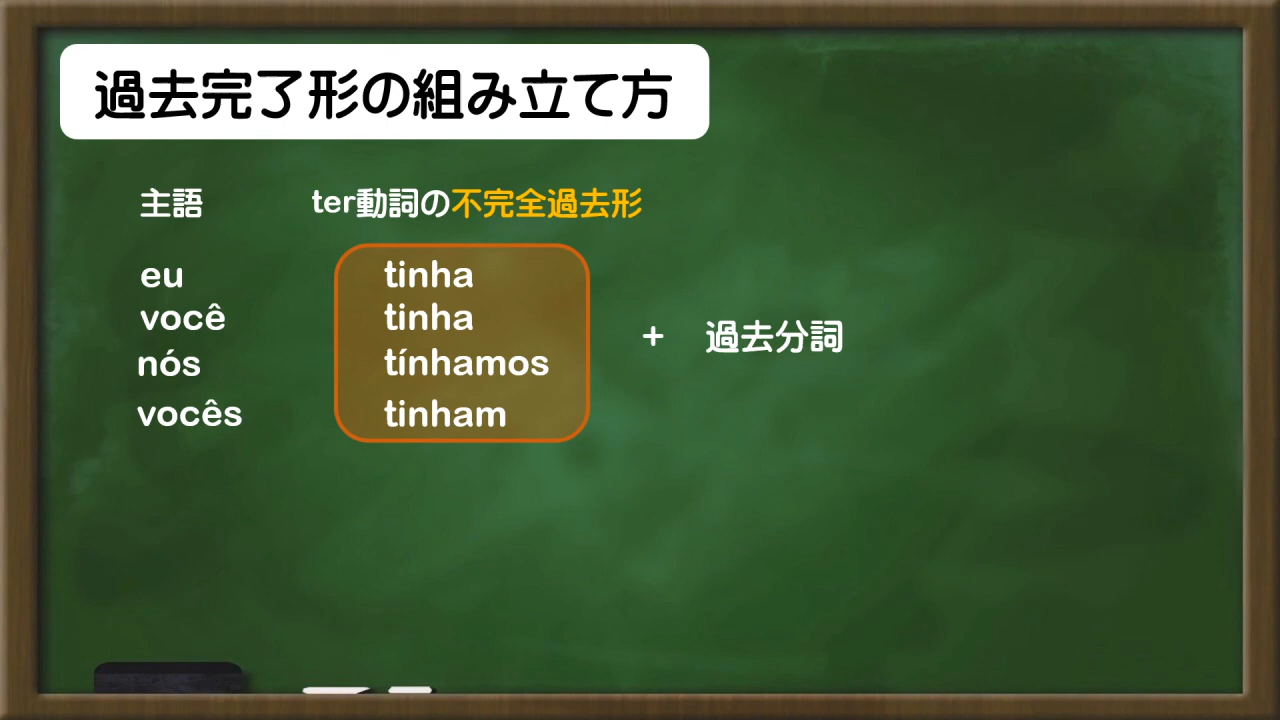 過去完了形の組み立て方
主語 ter動詞の不完全過去形
eu tinha
você tinha
+ 過去分詞
nós tínhamos
vocês tinham